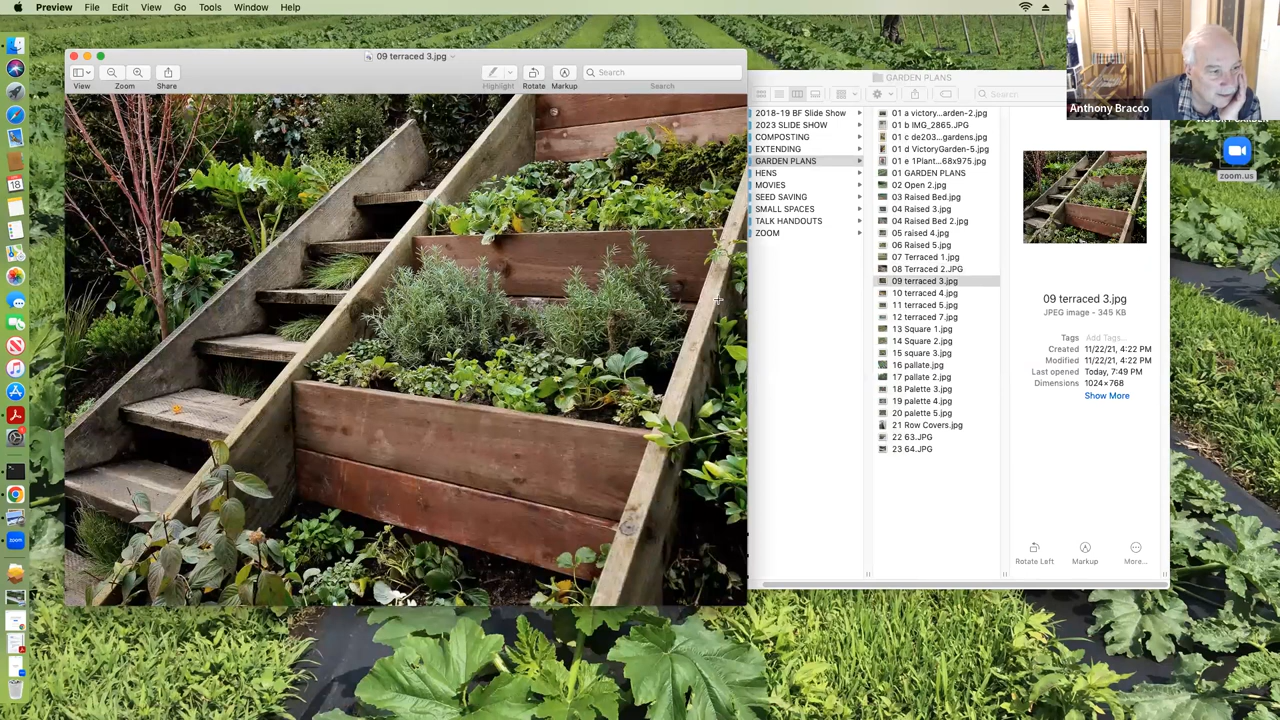 Preview File Edit View Go Tools Window Help
09 terraced 3.jpg
View Zoom Share Highlight Rotate Markup Search
Search
GARDEN PLANS
Search
Anthony Bracco
zoom.us
18
zoom
2018-19 BF Slide Show
2023 SLIDE SHOW
COMPOSTING
EXTENDING
GARDEN PLANS
HENS
MOVIES
SEED SAVING
SMALL SPACES
TALK HANDOUTS
ZOOM
01 a victory...arden-2.jpg
01 b IMG_2865.JPG
01 c de203...gardens.jpg
01 d VictoryGarden-5.jpg
01 e 1Plant...68x975.jpg
01 GARDEN PLANS
02 Open 2.jpg
03 Raised Bed.jpg
04 Raised 3.jpg
04 Raised Bed 2.jpg
05 raised 4.jpg
06 Raised 5.jpg
07 Terraced 1.jpg
08 Terraced 2.JPG
09 terraced 3.jpg
10 terraced 4.jpg
11 terraced 5.jpg
12 terraced 7.jpg
13 Square 1.jpg
14 Square 2.jpg
15 square 3.jpg
16 pallate.jpg
17 pallate 2.jpg
18 Palette 3.jpg
19 palette 4.jpg
20 palette 5.jpg
21 Row Covers.jpg
22 63.JPG
23 64.JPG
09 terraced 3.jpg
JPEG image - 345 KB
Tags Add Tags...
Created 11/22/21, 4:22 PM
Modified 11/22/21, 4:22 PM
Last opened Today, 7:49 PM
Dimensions 1024×768
Show More
Rotate Left Markup More...